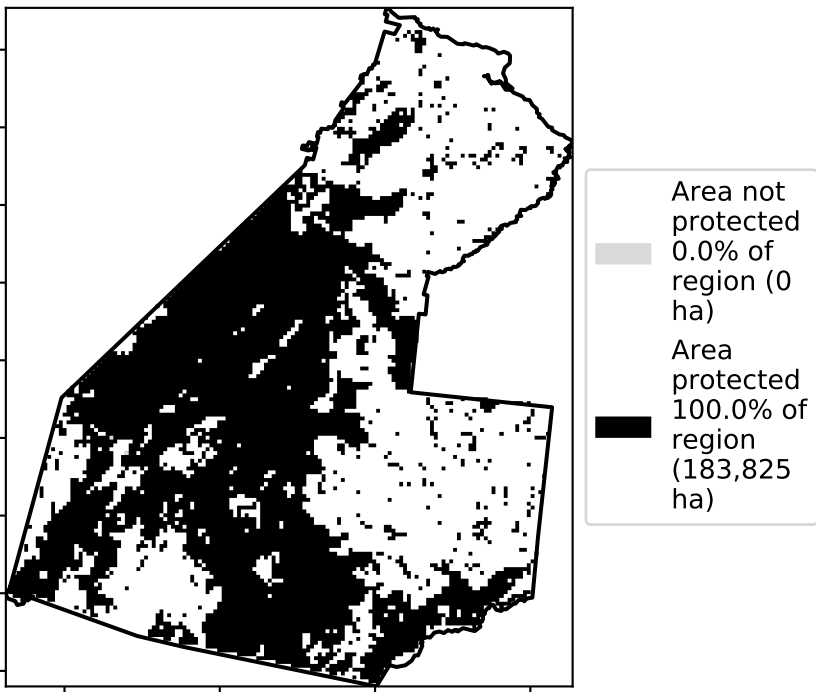 Area not
protected
0.0% of
region (0
ha)
Area
protected
100.0% of
region
(183,825
ha)